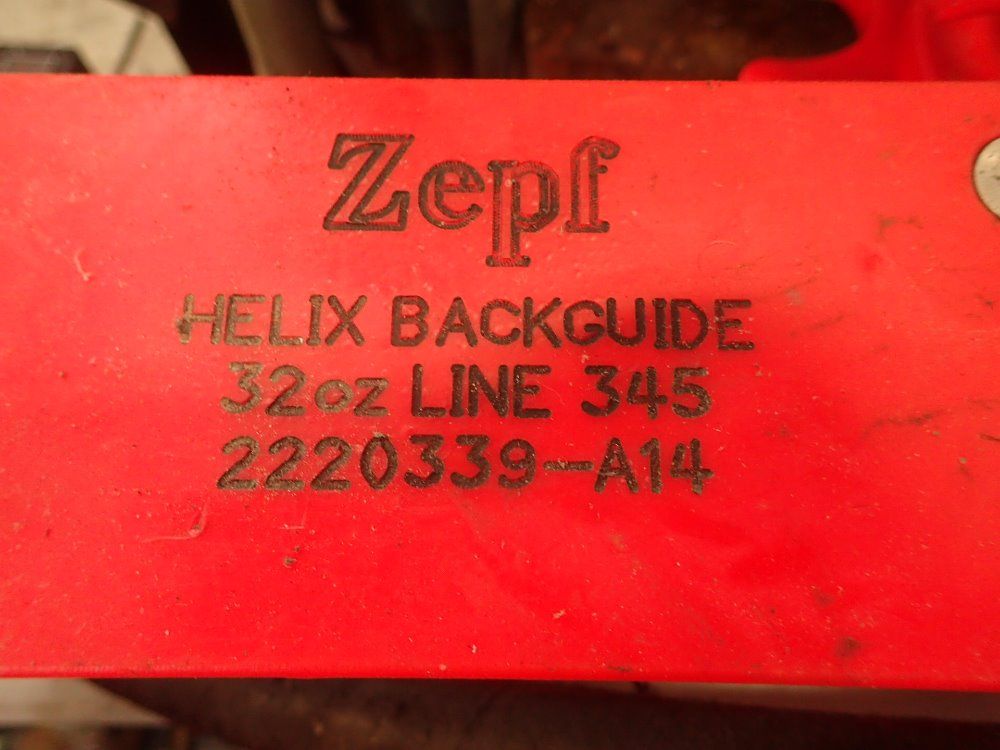 Zepf
HELIX BACKGUIDE
32oz LINE 345
2220339-A14